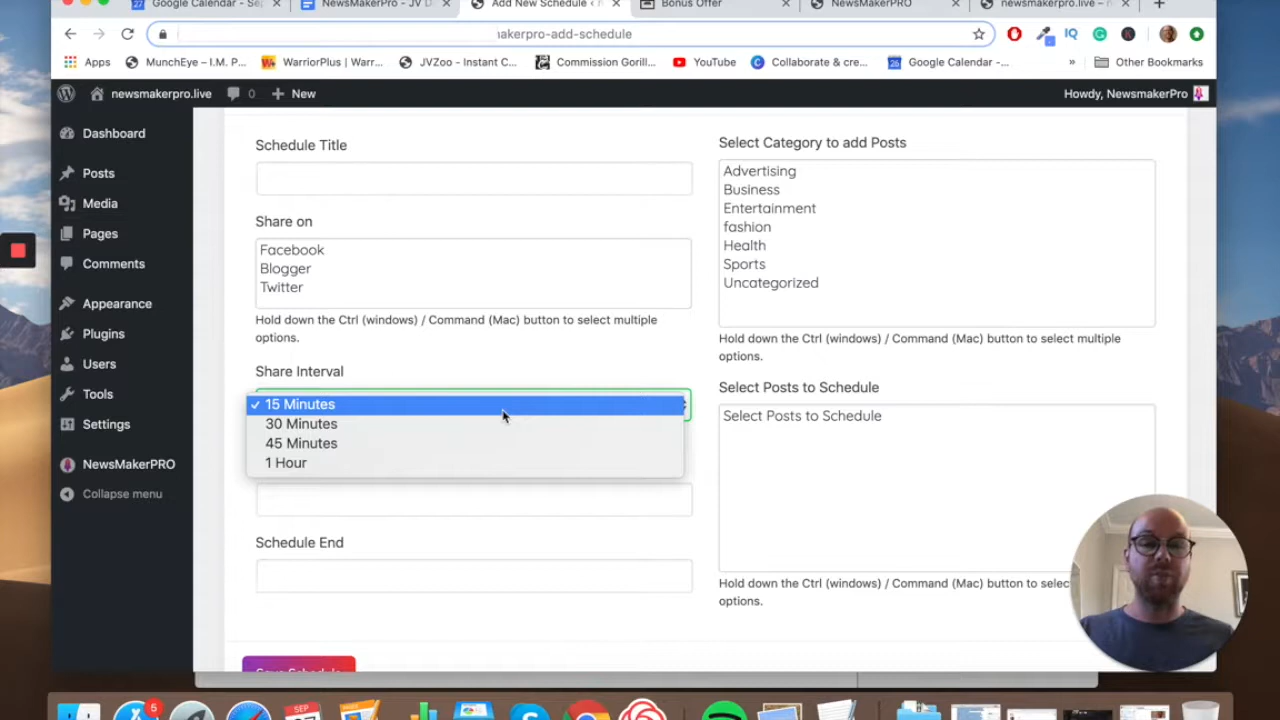 Google Calendar - Sep
NewsMakerPro - JV D
Add New Schedule ‹ n
Bonus Offer
NewsMakerPRO
newsmakerpro.live – n
akerpro-add-schedule
Apps
MunchEye – I.M. P...
WarriorPlus | Warr...
JVZoo - Instant C...
Commission Gorill...
YouTube
Collaborate & cre...
Google Calendar -...
»
Other Bookmarks
newsmakerpro.live
0
+ New
Howdy, NewsmakerPro
Dashboard
Posts
Media
Pages
Comments
Appearance
Plugins
Users
Tools
Settings
NewsMakerPRO
Collapse menu
Schedule Title
Share on
Facebook
Blogger
Twitter
Hold down the Ctrl (windows) / Command (Mac) button to select multiple
options.
Share Interval
✓ 15 Minutes
30 Minutes
45 Minutes
1 Hour
Schedule End
Save Schedule
Select Category to add Posts
Advertising
Business
Entertainment
fashion
Health
Sports
Uncategorized
Hold down the Ctrl (windows) / Command (Mac) button to select multiple
options.
Select Posts to Schedule
Select Posts to Schedule
Hold down the Ctrl (windows) / Command (Mac) button to selec
options.
5
SEP